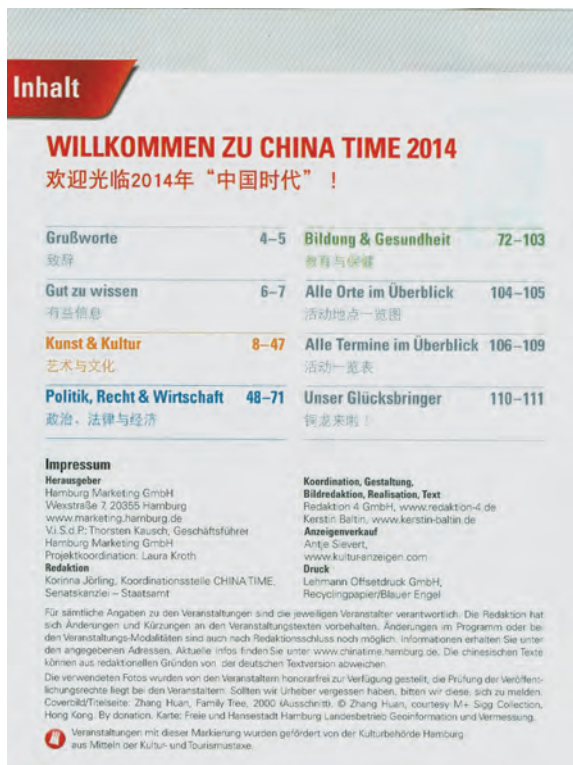 Inhalt
WILLKOMMEN ZU CHINA TIME 2014
欢迎光临2014年“中国时代”！
Grußworte 4–5
致辞
Gut zu wissen 6–7
有益信息
Kunst & Kultur 8–47
艺术与文化
Politik, Recht & Wirtschaft 48–71
政治、法律与经济
Bildung & Gesundheit 72–103
教育与保健
Alle Orte im Überblick 104–105
活动地点一览图
Alle Termine im Überblick 106–109
活动一览表
Unser Glücksbringer 110–111
龙来啦！
Impressum
Herausgeber
Hamburg Marketing GmbH
Wexstraße 7, 20355 Hamburg
www.marketing.hamburg.de
V.i.S.d.P.: Thorsten Kausch, Geschäftsführer
Hamburg Marketing GmbH
Projektkoordination: Laura Kroth
Redaktion
Korinna Jörling, Koordinationsstelle CHINA TIME,
Senatskanzlei – Staatsamt
Koordination, Gestaltung,
Bildredaktion, Realisation, Text
Redaktion 4 GmbH, www.redaktion-4.de
Kerstin Baltin, www.kerstin-baltin.de
Anzeigenverkauf
Antje Sievert,
www.kultur-anzeigen.com
Druck
Lehmann Offsetdruck GmbH,
Recyclingpapier/Blauer Engel
Für sämtliche Angaben zu den Veranstaltungen sind die jeweiligen Veranstalter verantwortlich. Die Redaktion hat
sich Änderungen und Kürzungen an den Veranstaltungstexten vorbehalten. Änderungen im Programm oder bei
den Veranstaltungs-Modalitäten sind auch nach Redaktionsschluss noch möglich. Informationen erhalten Sie unter
den angegebenen Adressen. Aktuelle Infos finden Sie unter www.chinatime.hamburg.de. Die chinesischen Texte
können aus redaktionellen Gründen von der deutschen Textversion abweichen.
Die verwendeten Fotos wurden von den Veranstaltern honorarfrei zur Verfügung gestellt, die Prüfung der Veröffent-
lichungsrechte liegt bei den Veranstaltern. Sollten wir Urheber vergessen haben, bitten wir diese, sich zu melden.
Coverbild/Titelseite: Zhang Huan, Family Tree, 2000 (Ausschnitt). © Zhang Huan, courtesy M+ Sigg Collection,
Hong Kong. By donation. Karte: Freie und Hansestadt Hamburg Landesbetrieb Geoinformation und Vermessung.
Veranstaltungen mit dieser Markierung wurden gefördert von der Kulturbehörde Hamburg
aus Mitteln der Kultur- und Tourismustaxe.